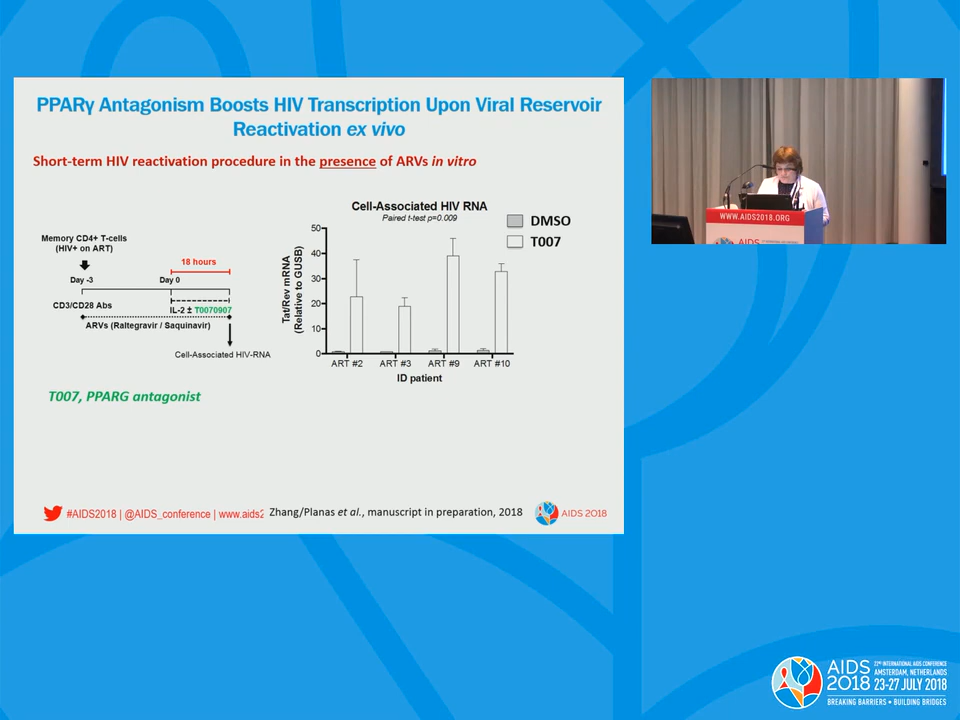 PPARγ Antagonism Boosts HIV Transcription Upon Viral Reservoir
Reactivation ex vivo
Short-term HIV reactivation procedure in the presence of ARVs in vitro
Memory CD4+ T-cells
(HIV+ on ART)
18 hours
Day -3
Day 0
CD3/CD28 Abs
IL-2 ± T0070907
ARVs (Raltegravir / Saquinavir)
Cell-Associated HIV-RNA
T007, PPARG antagonist
Cell-Associated HIV RNA
Paired t-test p=0.009
DMSO
T007
Tat/Rev mRNA
(Relative to GUSB)
50
40
30
20
10
0
ART #2
ART #3
ART #9
ART #10
ID patient
#AIDS2018 | @AIDS_conference | www.aids2
Zhang/Planas et al., manuscript in preparation, 2018
AIDS 2018
WWW.AIDS2018.ORG
AIDS
AIDS
2018
22ND INTERNATIONAL AIDS CONFERENCE
AMSTERDAM, NETHERLANDS
23-27 JULY 2018
BREAKING BARRIERS • BUILDING BRIDGES